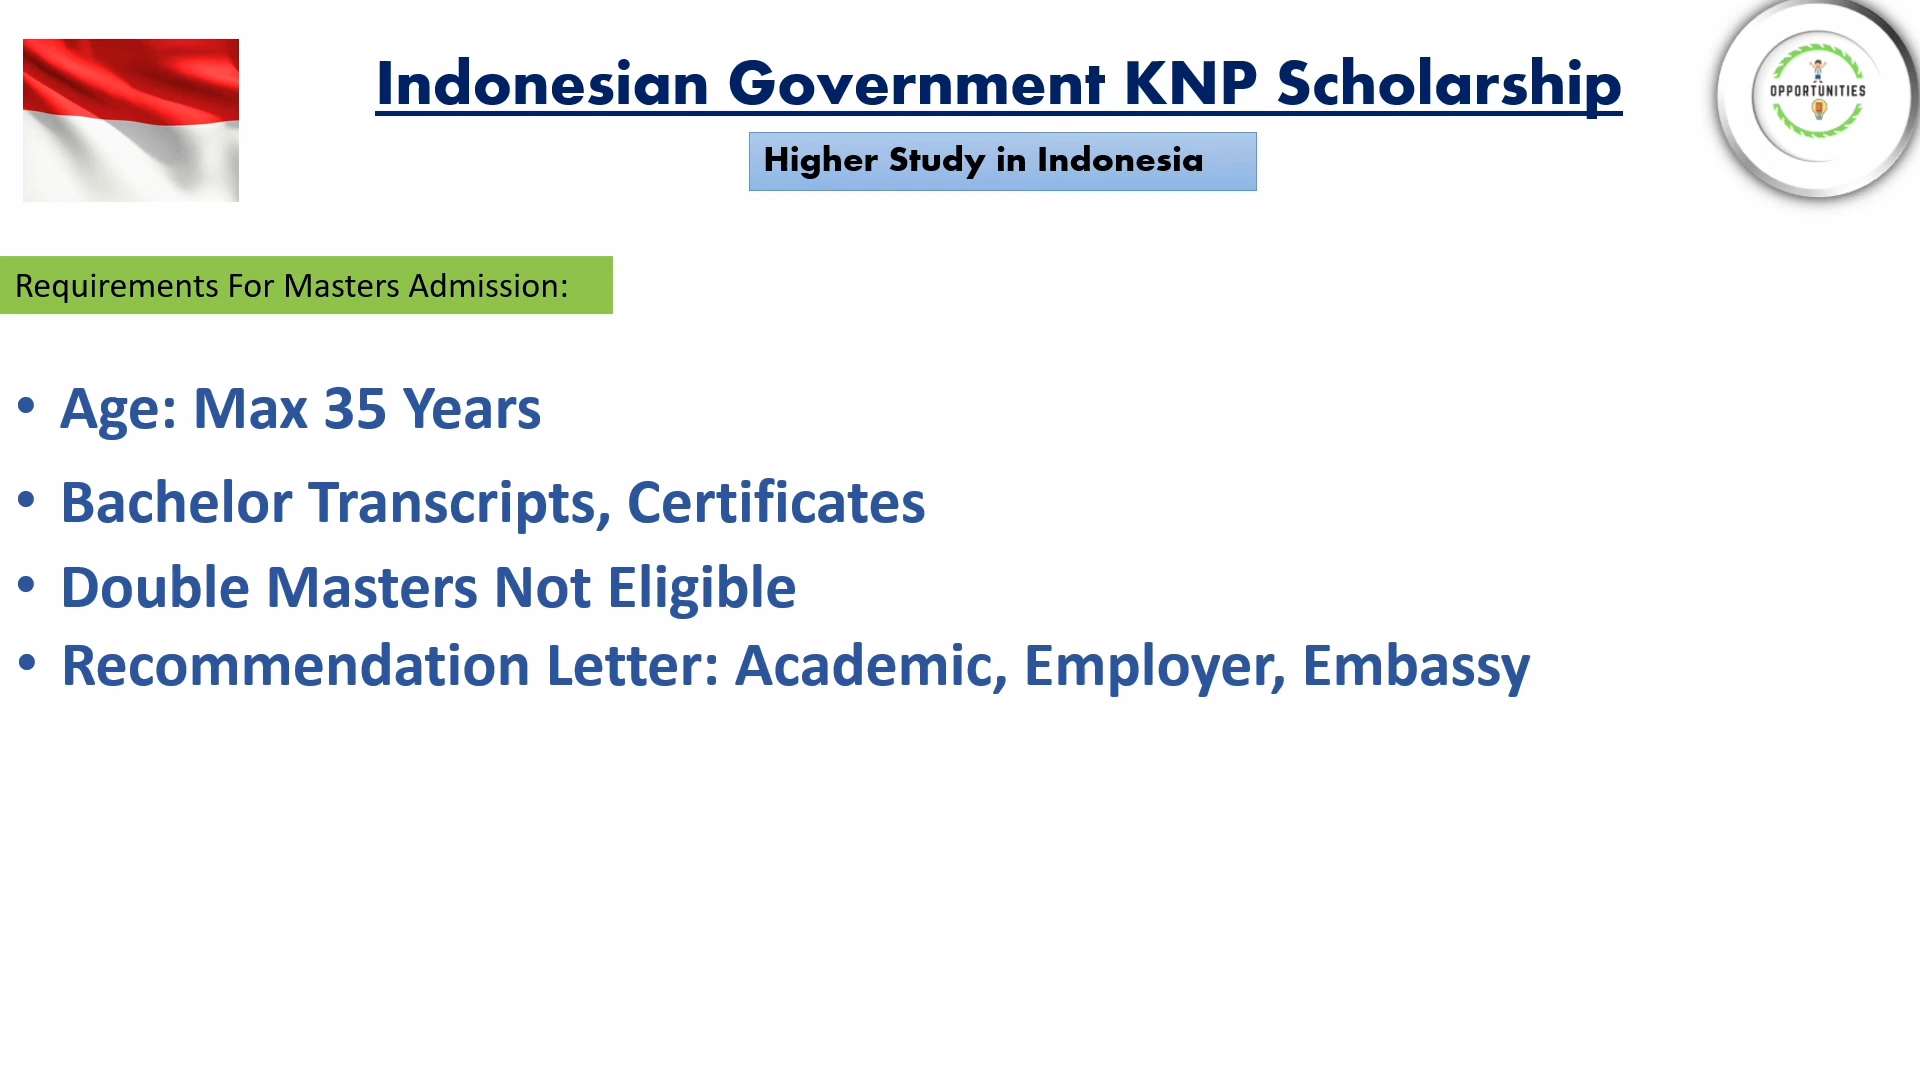 Indonesian Government KNP Scholarship
OPPORTUNITIES
Higher Study in Indonesia
Requirements For Masters Admission:
• Age: Max 35 Years
• Bachelor Transcripts, Certificates
• Double Masters Not Eligible
• Recommendation Letter: Academic, Employer, Embassy